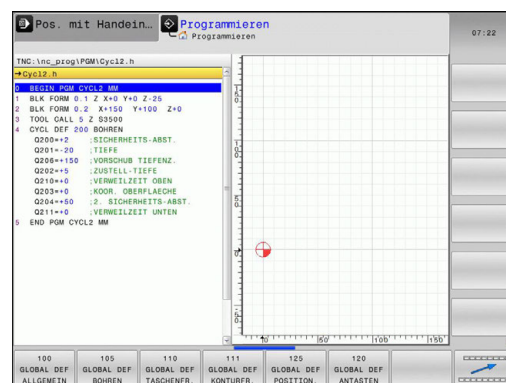 Pos. mit Handein… Programmieren
Programmieren
07:22
TNC:\nc_prog\PGM\Cycl2.h
→Cycl2.h
0 BEGIN PGM CYCL2 MM
1 BLK FORM 0.1 Z X+0 Y+0 Z-25
2 BLK FORM 0.2 X+150 Y+100 Z+0
3 TOOL CALL 5 Z S3500
4 CYCL DEF 200 BOHREN
Q200=+2 ;SICHERHEITS-ABST.
Q201=-20 ;TIEFE
Q206=+150 ;VORSCHUB TIEFENZ.
Q202=+5 ;ZUSTELL-TIEFE
Q210=+0 ;VERWEILZEIT OBEN
Q203=+0 ;KOOR. OBERFLAECHE
Q204=+50 ;2. SICHERHEITS-ABST.
Q211=+0 ;VERWEILZEIT UNTEN
5 END PGM CYCL2 MM
0 50 100 150
100 GLOBAL DEF ALLGEMEIN
105 GLOBAL DEF BOHREN
110 GLOBAL DEF TASCHENFR.
111 GLOBAL DEF KONTURFR.
125 GLOBAL DEF POSITION.
120 GLOBAL DEF ANTASTEN